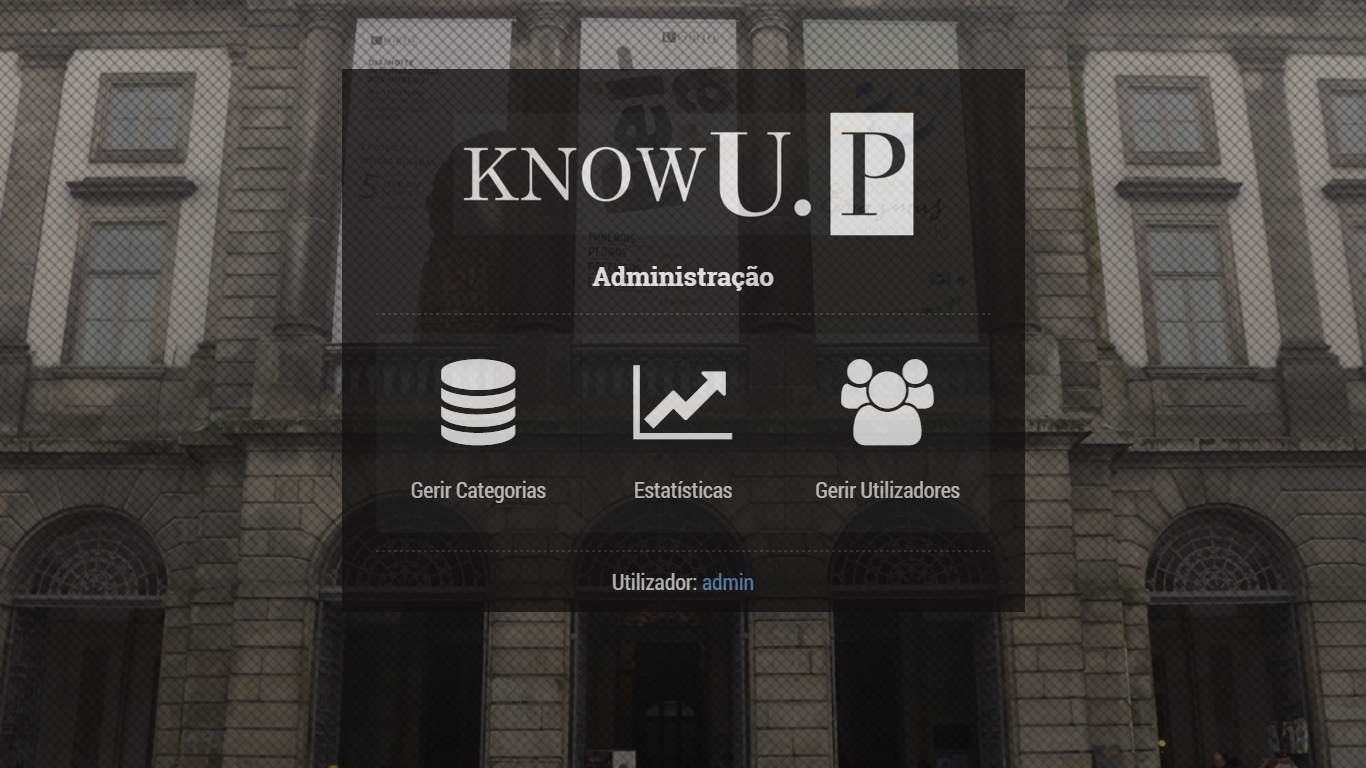 KNOW U. P
Administração
Gerir Categorias
Estatísticas
Gerir Utilizadores
Utilizador: admin